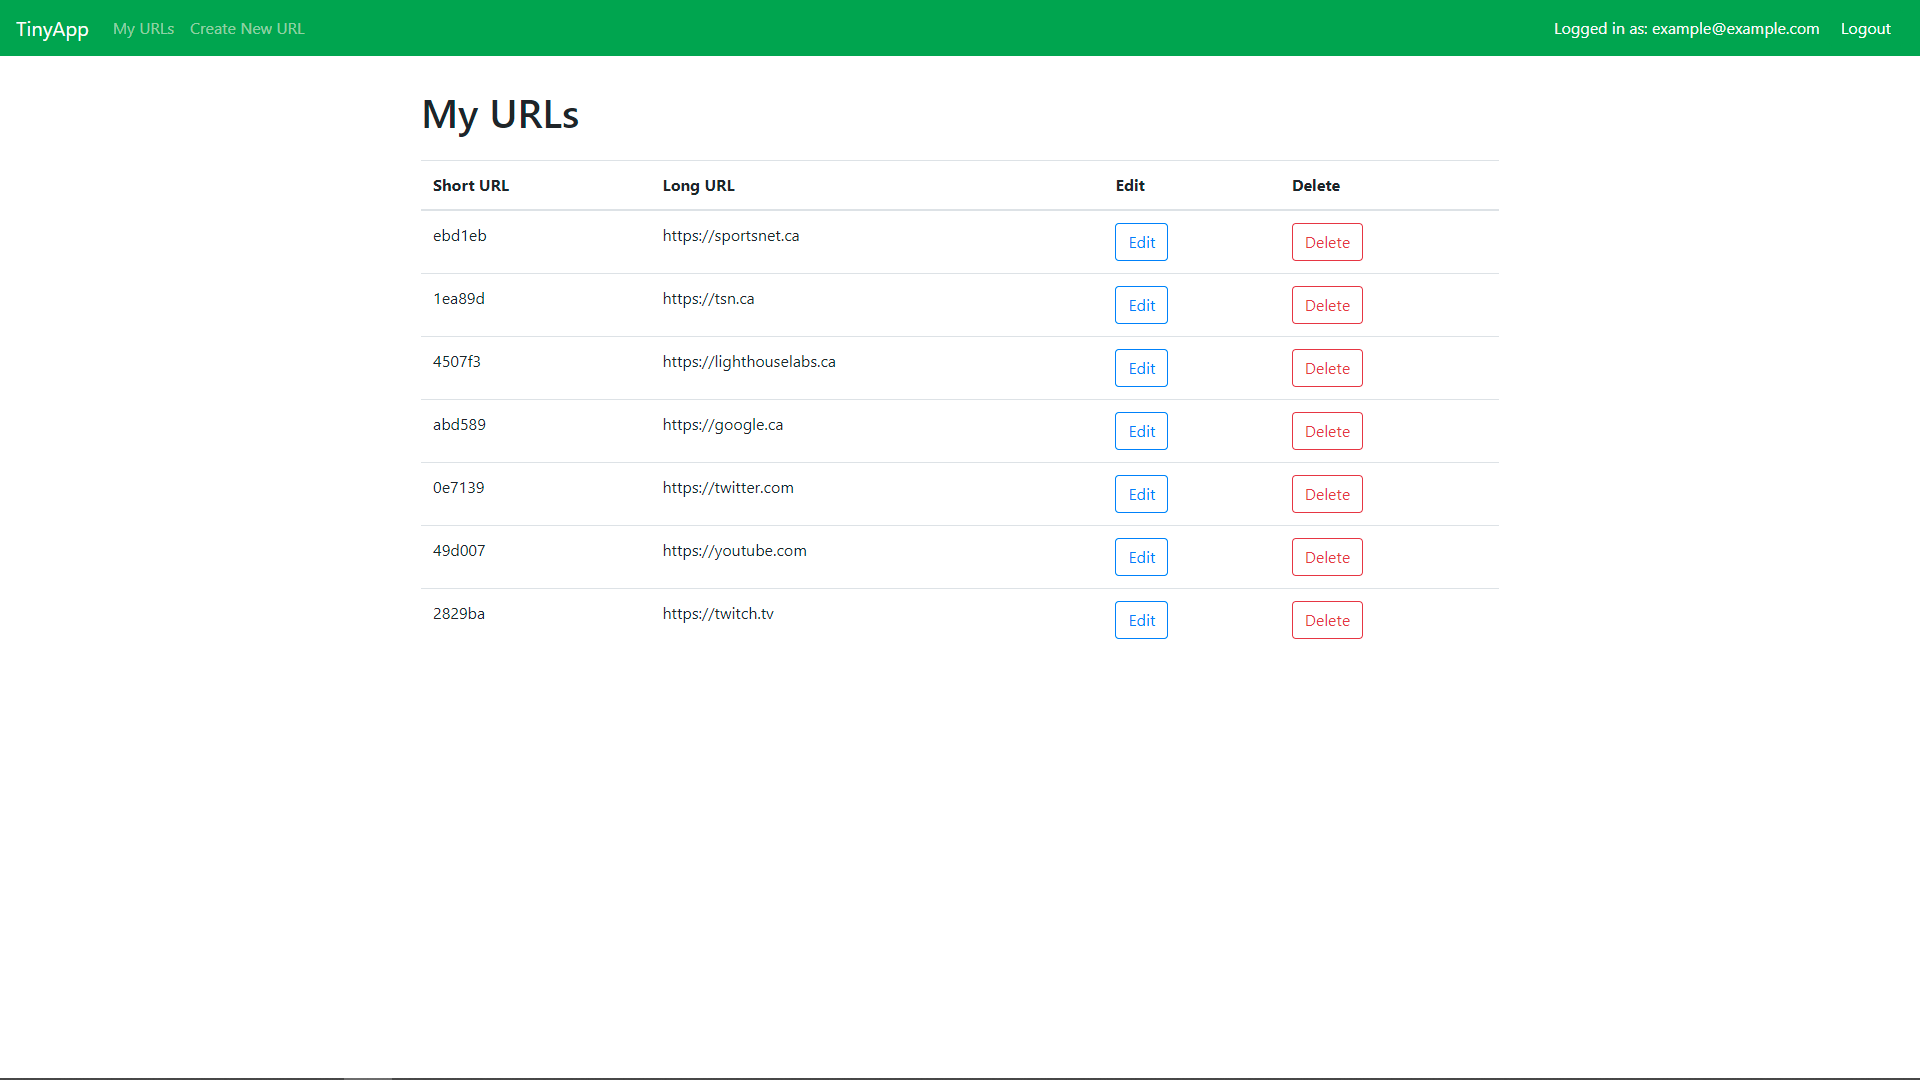 TinyApp My URLs Create New URL Logged in as: example@example.com Logout
My URLs
Short URL Long URL Edit Delete
ebd1eb https://sportsnet.ca Edit Delete
1ea89d https://tsn.ca Edit Delete
4507f3 https://lighthouselabs.ca Edit Delete
abd589 https://google.ca Edit Delete
0e7139 https://twitter.com Edit Delete
49d007 https://youtube.com Edit Delete
2829ba https://twitch.tv Edit Delete